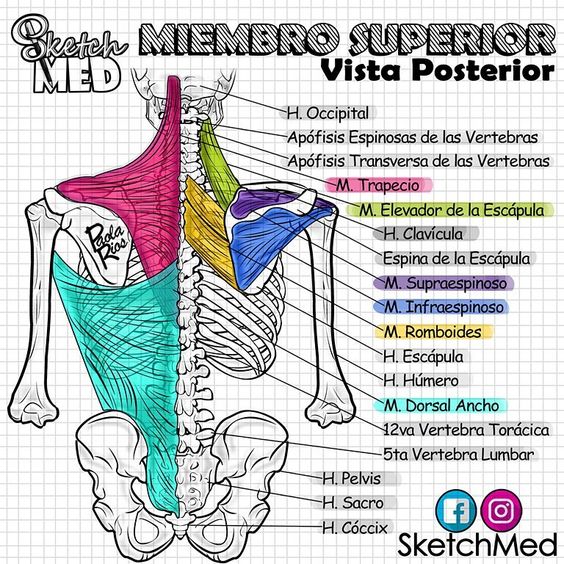 Sketch
MED
MIEMBRO SUPERIOR
Vista Posterior
H. Occipital
Apófisis Espinosas de las Vertebras
Apófisis Transversa de las Vertebras
M. Trapecio
M. Elevador de la Escápula
H. Clavícula
Espina de la Escápula
M. Supraespinoso
M. Infraespinoso
M. Romboides
H. Escápula
H. Húmero
M. Dorsal Ancho
12va Vertebra Torácica
5ta Vertebra Lumbar
H. Pelvis
H. Sacro
H. Cóccix
Paola
Rios
SketchMed